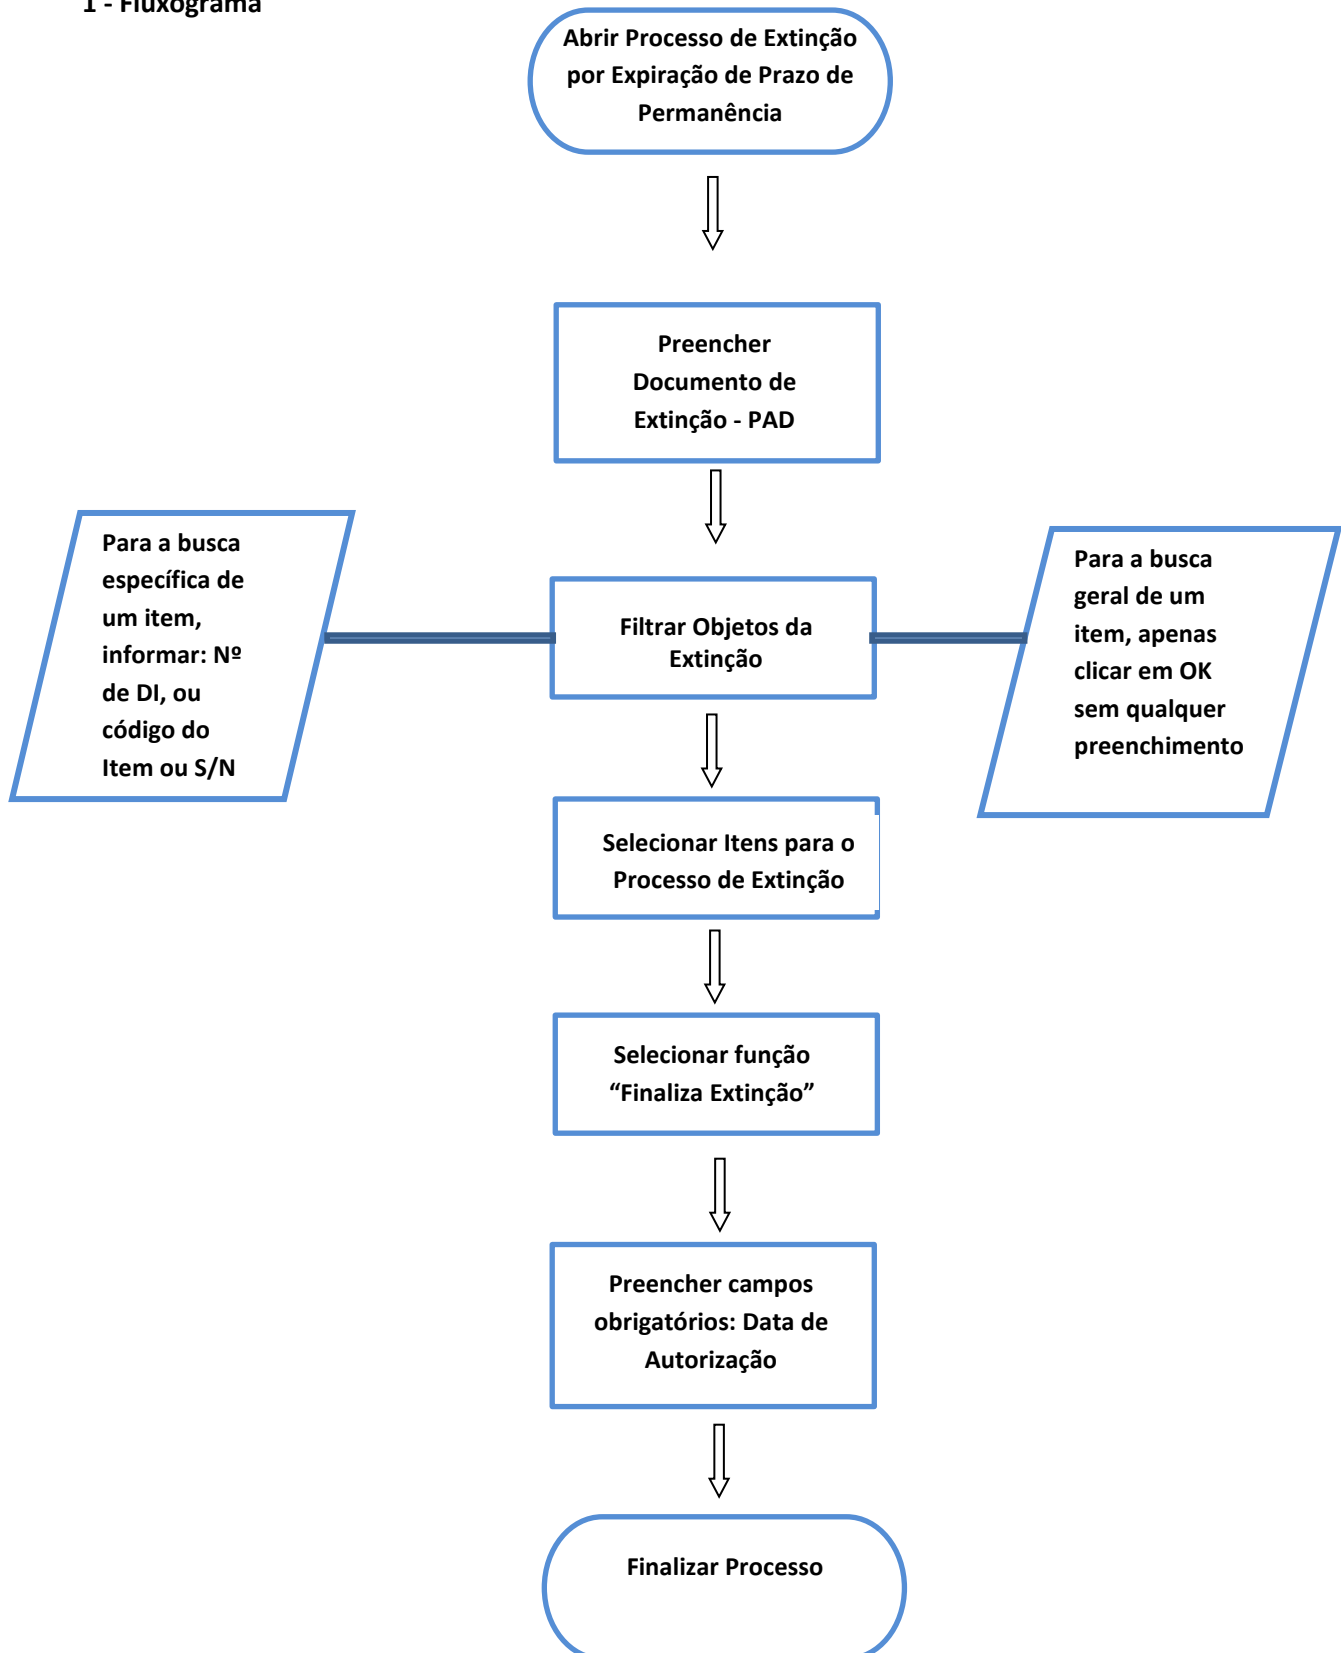 1 - Fluxograma
Abrir Processo de Extinção
por Expiração de Prazo de
Permanência
Preencher
Documento de
Extinção - PAD
Para a busca
específica de
um item,
informar: Nº
de DI, ou
código do
Item ou S/N
Filtrar Objetos da
Extinção
Para a busca
geral de um
item, apenas
clicar em OK
sem qualquer
preenchimento
Selecionar Itens para o
Processo de Extinção
Selecionar função
“Finaliza Extinção”
Preencher campos
obrigatórios: Data de
Autorização
Finalizar Processo